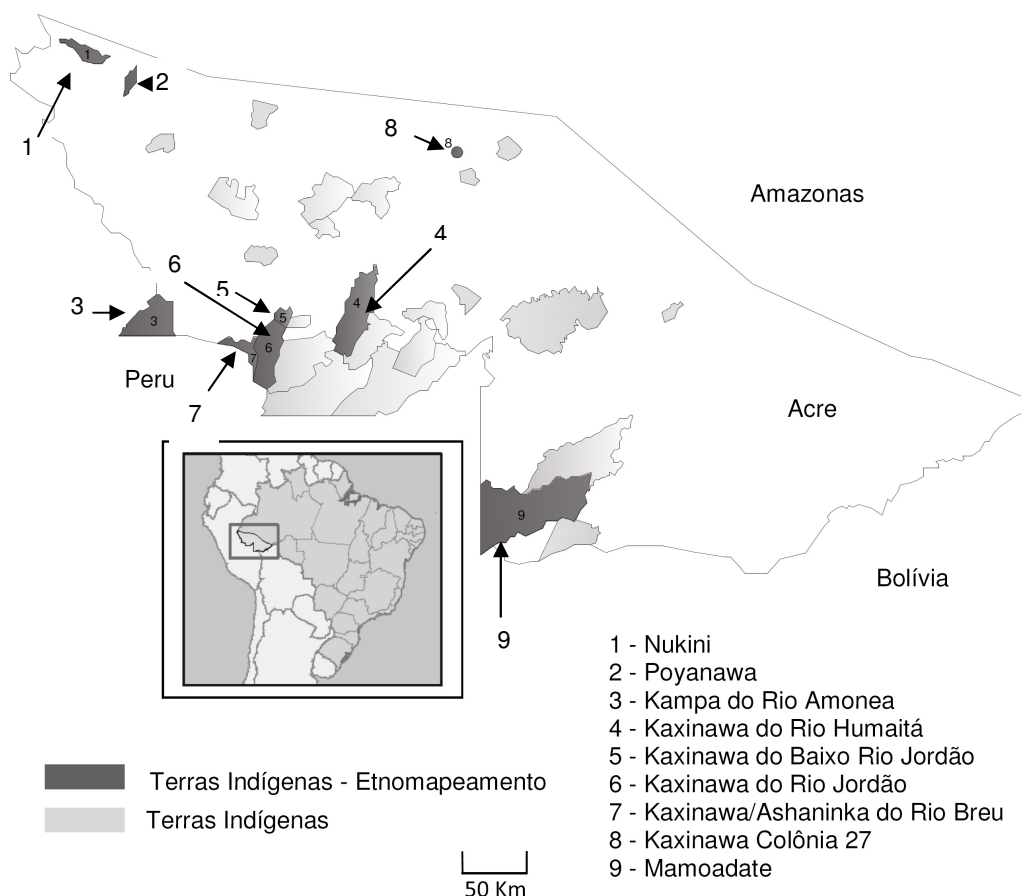 1
2
1
8
8
Amazonas
4
6
5
3
4
3
5
6
7
Peru
7
Acre
9
Bolívia
9
1 - Nukini
2 - Poyanawa
3 - Kampa do Rio Amonea
4 - Kaxinawa do Rio Humaitá
5 - Kaxinawa do Baixo Rio Jordão
6 - Kaxinawa do Rio Jordão
7 - Kaxinawa/Ashaninka do Rio Breu
8 - Kaxinawa Colônia 27
9 - Mamoadate
Terras Indígenas - Etnomapeamento
Terras Indígenas
50 Km